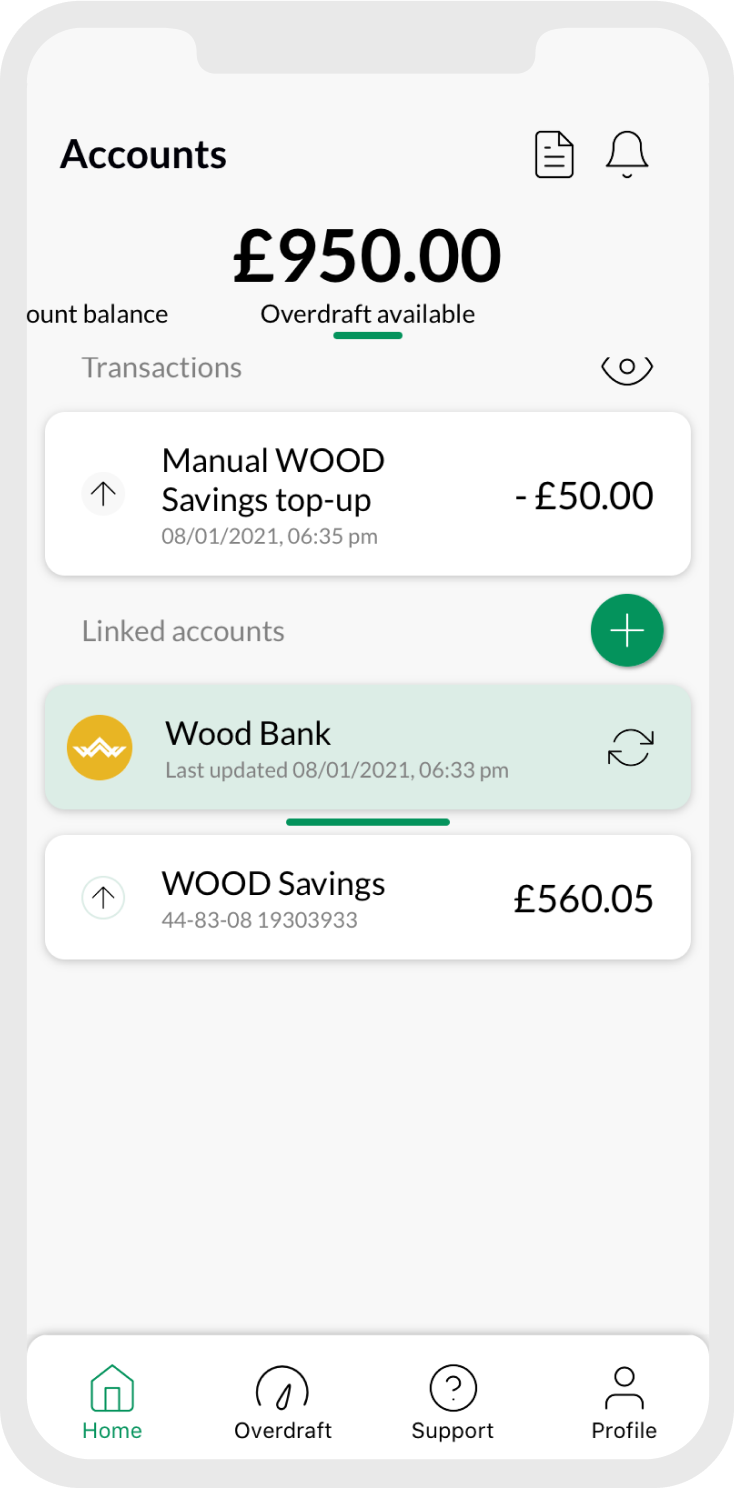 Accounts
£950.00
ount balance
Overdraft available
Transactions
Manual WOOD
Savings top-up
- £50.00
08/01/2021, 06:35 pm
Linked accounts
Wood Bank
Last updated 08/01/2021, 06:33 pm
WOOD Savings
£560.05
44-83-08 19303933
Home
Overdraft
Support
Profile